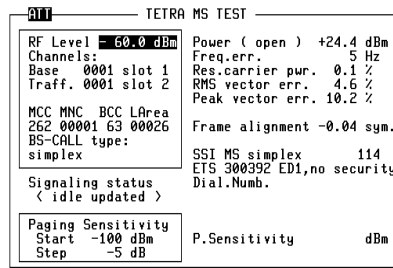 ATT TETRA MS TEST
RF Level - 60.0 dBm
Channels:
Base 0001 slot 1
Traff. 0001 slot 2
MCC MNC BCC LArea
262 00001 63 00026
BS-CALL type:
simplex
Signaling status
< idle updated >
Paging Sensitivity
Start -100 dBm
Step -5 dB
Power ( open ) +24.4 dBm
Freq.err. 5 Hz
Res.carrier pwr. 0.1 %
RMS vector err. 4.6 %
Peak vector err. 10.2 %
Frame alignment -0.04 sym.
SSI MS simplex 114
ETS 300392 ED1,no security
Dial.Numb.
P.Sensitivity dBm